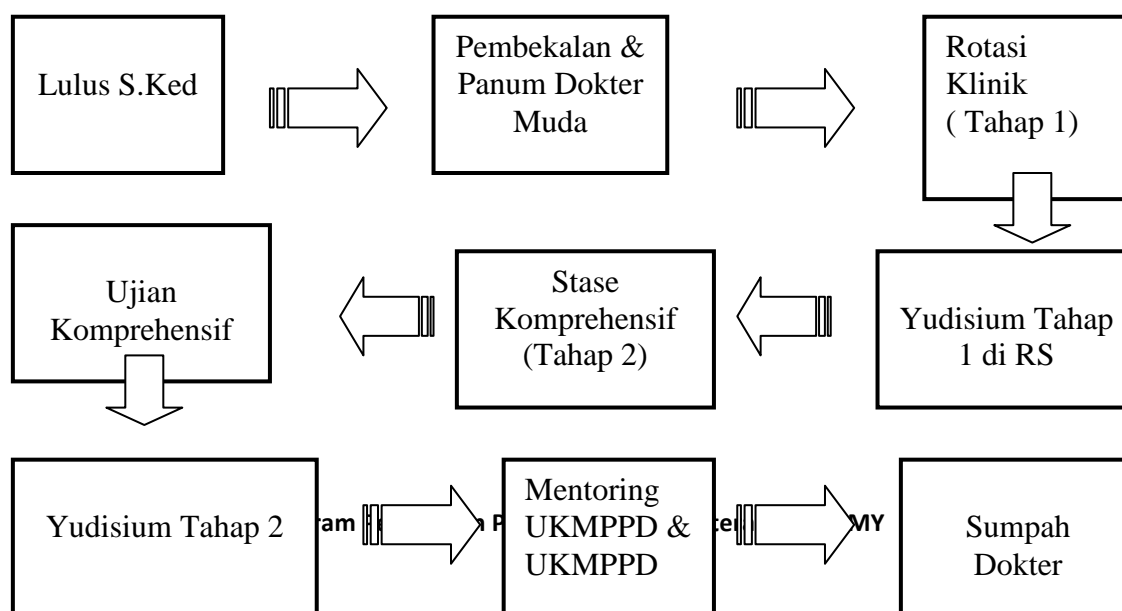 Lulus S.Ked
Pembekalan &
Panum Dokter
Muda
Rotasi
Klinik
( Tahap 1)
Yudisium Tahap
1 di RS
Stase
Komprehensif
(Tahap 2)
Ujian
Komprehensif
Yudisium Tahap 2
Mentoring
UKMPPD &
UKMPPD
Sumpah
Dokter